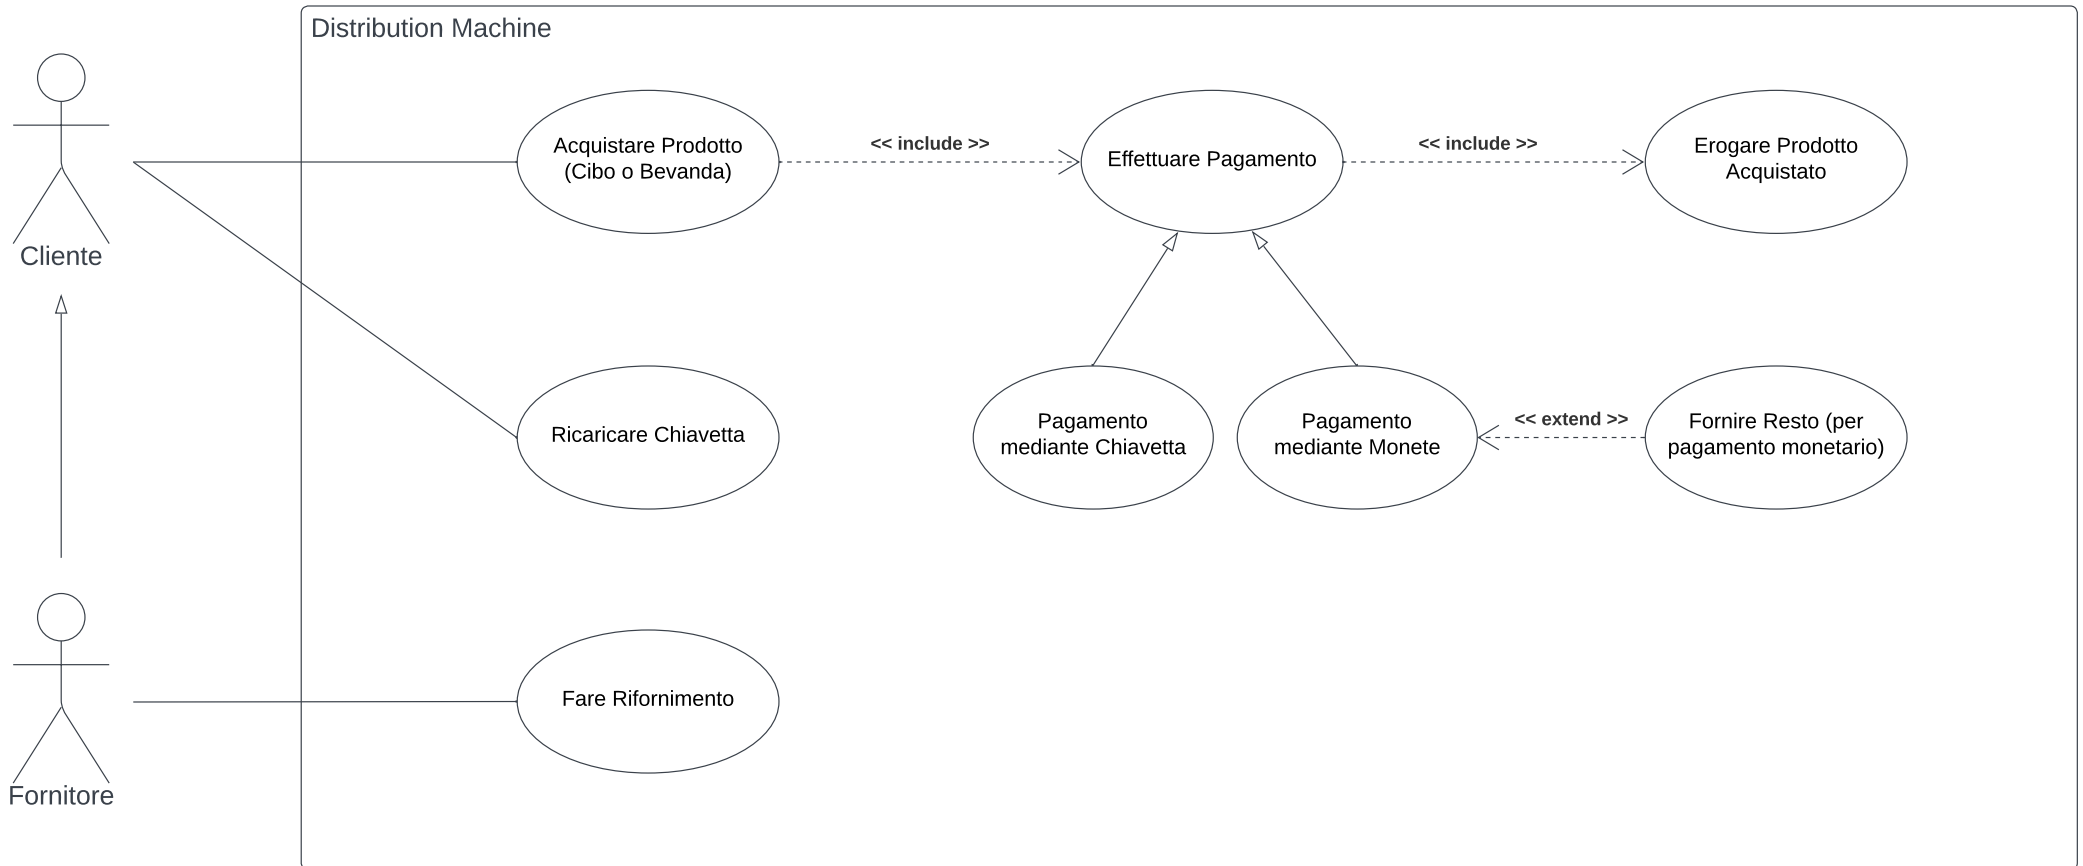 Distribution Machine
Acquistare Prodotto
(Cibo o Bevanda)
<< include >>
Effettuare Pagamento
<< include >>
Erogare Prodotto
Acquistato
Cliente
Ricaricare Chiavetta
Pagamento
mediante Chiavetta
Pagamento
mediante Monete
<< extend >>
Fornire Resto (per
pagamento monetario)
Fare Rifornimento
Fornitore